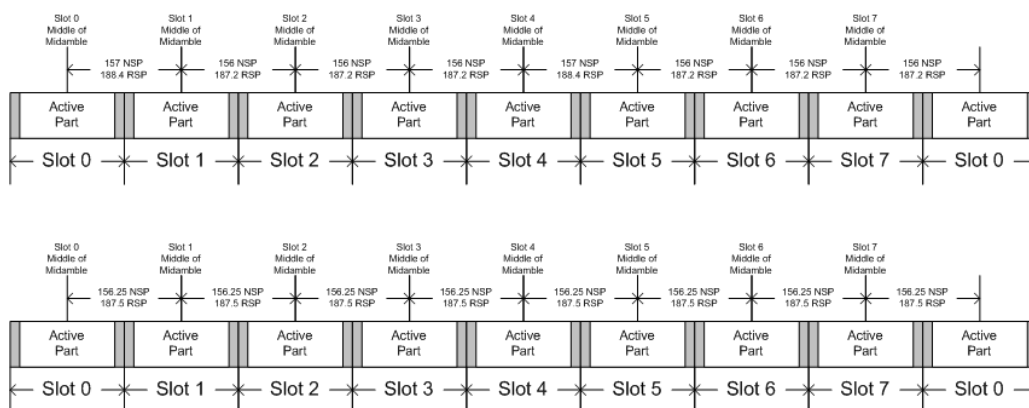 Slot 0 Slot 1 Slot 2 Slot 3 Slot 4 Slot 5 Slot 6 Slot 7
Middle of Middle of Middle of Middle of Middle of Middle of Middle of Middle of
Midamble Midamble Midamble Midamble Midamble Midamble Midamble Midamble
157 NSP 156 NSP 156 NSP 156 NSP 157 NSP 156 NSP 156 NSP 156 NSP
188.4 RSP 187.2 RSP 187.2 RSP 187.2 RSP 188.4 RSP 187.2 RSP 187.2 RSP 187.2 RSP
Active Active Active Active Active Active Active Active Active
Part Part Part Part Part Part Part Part Part
Slot 0 Slot 1 Slot 2 Slot 3 Slot 4 Slot 5 Slot 6 Slot 7 Slot 0
Slot 0 Slot 1 Slot 2 Slot 3 Slot 4 Slot 5 Slot 6 Slot 7
Middle of Middle of Middle of Middle of Middle of Middle of Middle of Middle of
Midamble Midamble Midamble Midamble Midamble Midamble Midamble Midamble
156.25 NSP 156.25 NSP 156.25 NSP 156.25 NSP 156.25 NSP 156.25 NSP 156.25 NSP 156.25 NSP
187.5 RSP 187.5 RSP 187.5 RSP 187.5 RSP 187.5 RSP 187.5 RSP 187.5 RSP 187.5 RSP
Active Active Active Active Active Active Active Active Active
Part Part Part Part Part Part Part Part Part
Slot 0 Slot 1 Slot 2 Slot 3 Slot 4 Slot 5 Slot 6 Slot 7 Slot 0